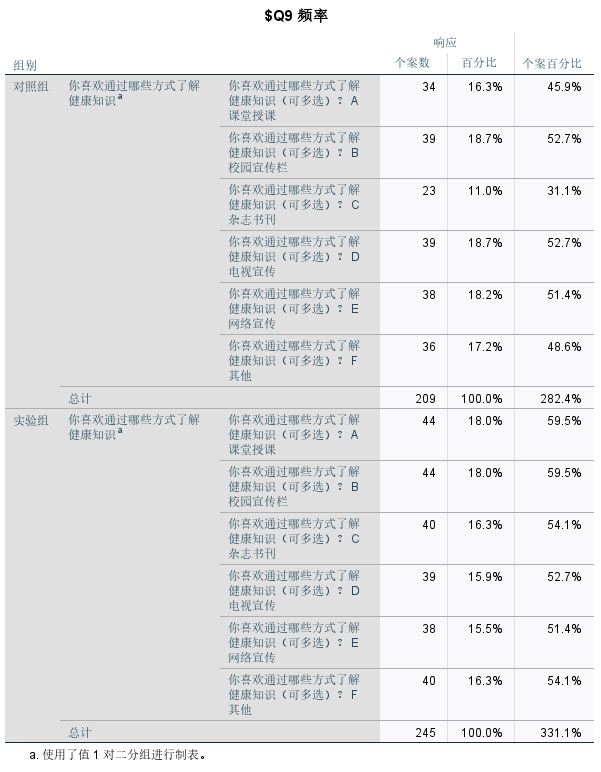 $Q9 频率
响应
组别 个案数 百分比 个案百分比
对照组 你喜欢通过哪些方式了解 你喜欢通过哪些方式了解 34 16.3% 45.9%
健康知识a 健康知识（可多选）？ A
课堂授课
你喜欢通过哪些方式了解 39 18.7% 52.7%
健康知识（可多选）？ B
校园宣传栏
你喜欢通过哪些方式了解 23 11.0% 31.1%
健康知识（可多选）？ C
杂志书刊
你喜欢通过哪些方式了解 39 18.7% 52.7%
健康知识（可多选）？ D
电视宣传
你喜欢通过哪些方式了解 38 18.2% 51.4%
健康知识（可多选）？ E
网络宣传
你喜欢通过哪些方式了解 36 17.2% 48.6%
健康知识（可多选）？ F
其他
总计 209 100.0% 282.4%
实验组 你喜欢通过哪些方式了解 你喜欢通过哪些方式了解 44 18.0% 59.5%
健康知识a 健康知识（可多选）？ A
课堂授课
你喜欢通过哪些方式了解 44 18.0% 59.5%
健康知识（可多选）？ B
校园宣传栏
你喜欢通过哪些方式了解 40 16.3% 54.1%
健康知识（可多选）？ C
杂志书刊
你喜欢通过哪些方式了解 39 15.9% 52.7%
健康知识（可多选）？ D
电视宣传
你喜欢通过哪些方式了解 38 15.5% 51.4%
健康知识（可多选）？ E
网络宣传
你喜欢通过哪些方式了解 40 16.3% 54.1%
健康知识（可多选）？ F
其他
总计 245 100.0% 331.1%
a. 使用了值 1 对二分组进行制表。